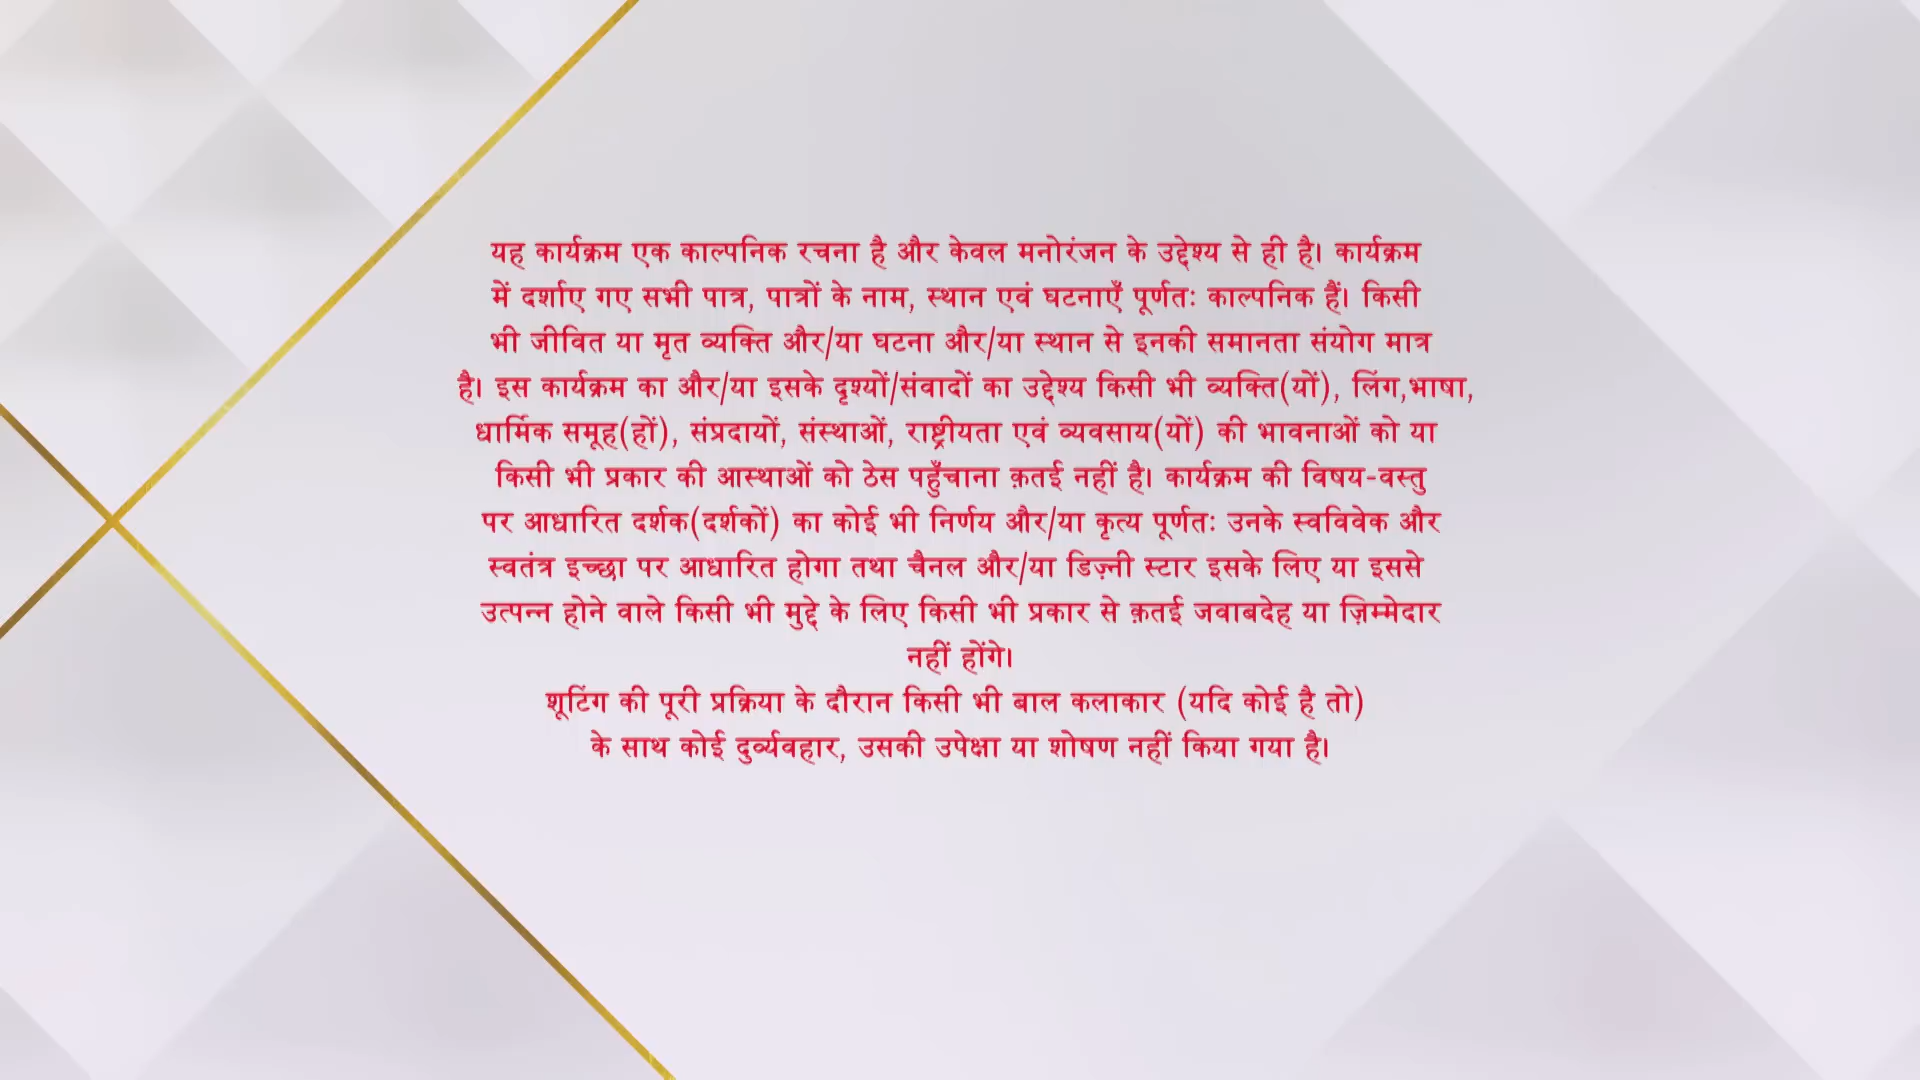 यह कार्यक्रम एक काल्पनिक रचना है और केवल मनोरंजन के उद्देश्य से ही है। कार्यक्रम
में दर्शाए गए सभी पात्र, पात्रों के नाम, स्थान एवं घटनाएँ पूर्णतः काल्पनिक हैं। किसी
भी जीवित या मृत व्यक्ति और/या घटना और/या स्थान से इनकी समानता संयोग मात्र
है। इस कार्यक्रम का और/या इसके दृश्यों/संवादों का उद्देश्य किसी भी व्यक्ति(यों), लिंग,भाषा,
धार्मिक समूह(हों), संप्रदायों, संस्थाओं, राष्ट्रीयता एवं व्यवसाय(यों) की भावनाओं को या
किसी भी प्रकार की आस्थाओं को ठेस पहुँचाना क़तई नहीं है। कार्यक्रम की विषय-वस्तु
पर आधारित दर्शक(दर्शकों) का कोई भी निर्णय और/या कृत्य पूर्णतः उनके स्वविवेक और
स्वतंत्र इच्छा पर आधारित होगा तथा चैनल और/या डिज़्नी स्टार इसके लिए या इससे
उत्पन्न होने वाले किसी भी मुद्दे के लिए किसी भी प्रकार से क़तई जवाबदेह या ज़िम्मेदार
नहीं होंगे।
शूटिंग की पूरी प्रक्रिया के दौरान किसी भी बाल कलाकार (यदि कोई है तो)
के साथ कोई दुर्व्यवहार, उसकी उपेक्षा या शोषण नहीं किया गया है।